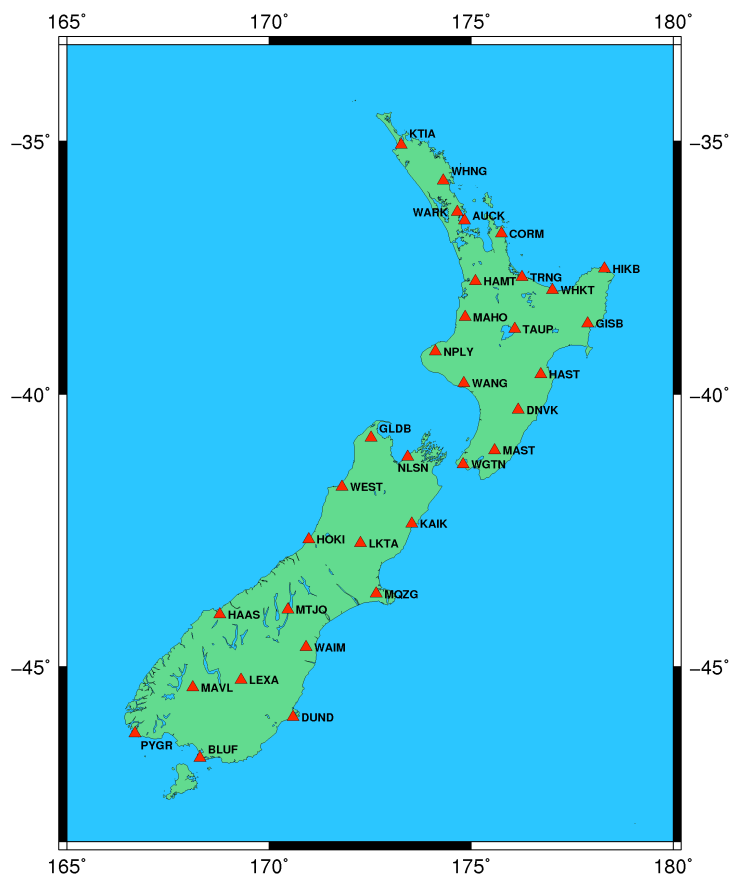 165˚ 170˚ 175˚ 180˚
−35˚ −35˚
KTIA
WHNG
WARK
AUCK
CORM
HIKB
TRNG
HAMT
WHKT
MAHO
GISB
TAUP
NPLY
HAST
WANG
−40˚ −40˚
DNVK
GLDB
MAST
WGTN
NLSN
WEST
KAIK
HOKI
LKTA
MQZG
MTJO
HAAS
WAIM
−45˚ −45˚
LEXA
MAVL
DUND
PYGR
BLUF
165˚ 170˚ 175˚ 180˚